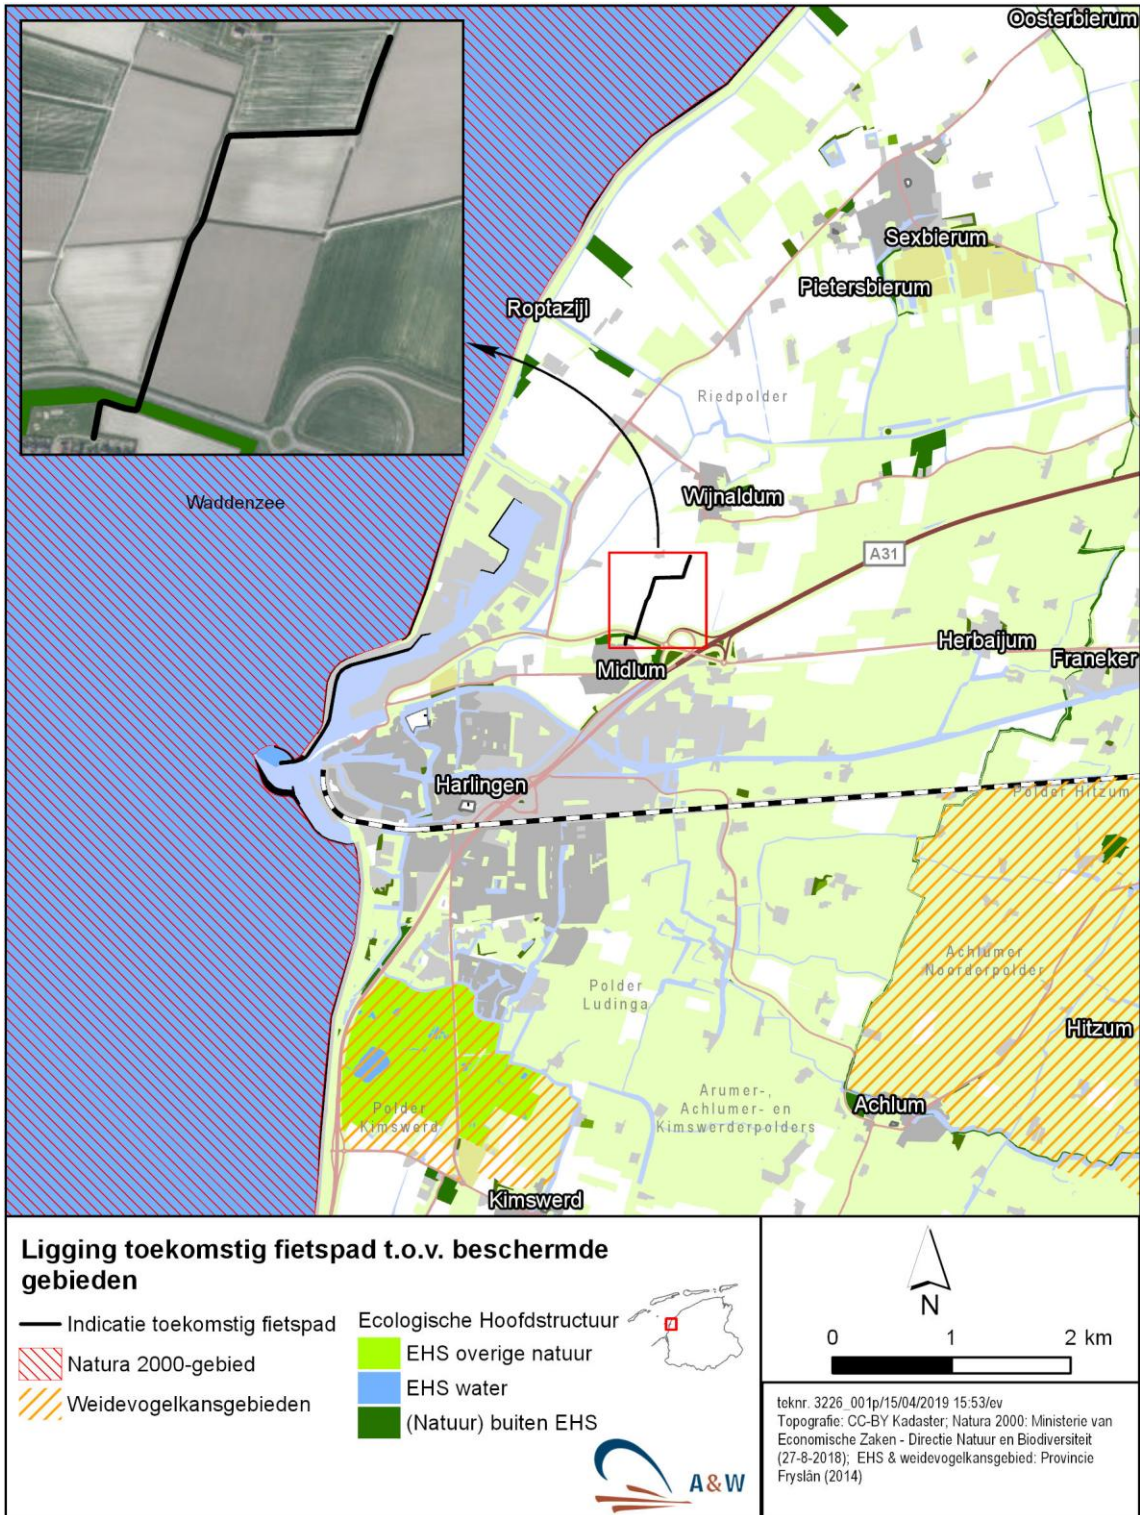 Oosterbierum
Sexbierum
Pietersbierum
Roptazijl
Riedpolder
Wijnaldum
Waddenzee
A31
Herbaijum
Midlum
Franeker
Harlingen
Polder Hitzum
Achlumer
Noorderpolder
Polder
Ludinga
Hitzum
Arumer-,
Achlumer- en
Kimswerderpolders
Achlum
Polder
Kimswerd
Kimswerd
Ligging toekomstig fietspad t.o.v. beschermde
gebieden
Indicatie toekomstig fietspad
Natura 2000-gebied
Weidevogelkansgebieden
Ecologische Hoofdstructuur
EHS overige natuur
EHS water
(Natuur) buiten EHS
A&W
N
0 1 2 km
teknr. 3226_001p/15/04/2019 15:53/ev
Topografie: CC-BY Kadaster; Natura 2000: Ministerie van
Economische Zaken - Directie Natuur en Biodiversiteit
(27-8-2018); EHS & weidevogelkansgebied: Provincie
Fryslân (2014)